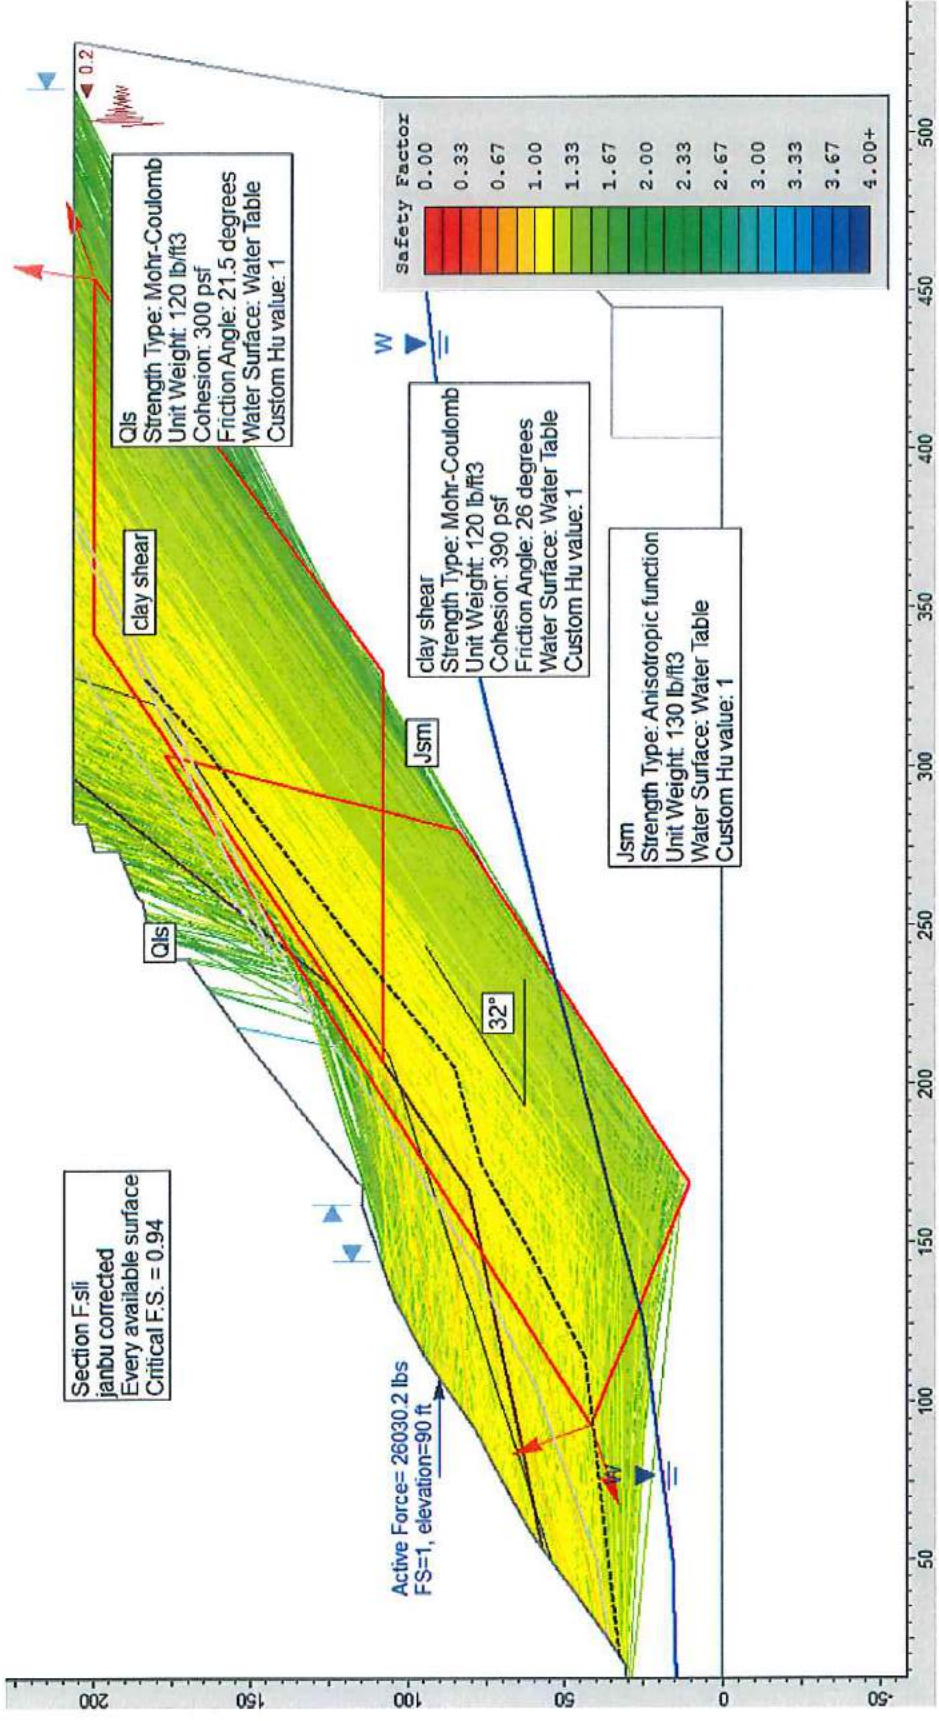 Section F.sli
janbu corrected
Every available surface
Critical F.S. = 0.94
Active Force= 26030.2 lbs
FS=1, elevation=90 ft
Qls
clay shear
0.2
Qls
Strength Type: Mohr-Coulomb
Unit Weight: 120 lb/ft3
Cohesion: 300 psf
Friction Angle: 21.5 degrees
Water Surface: Water Table
Custom Hu value: 1
32°
Jsm
W
W
clay shear
Strength Type: Mohr-Coulomb
Unit Weight: 120 lb/ft3
Cohesion: 390 psf
Friction Angle: 26 degrees
Water Surface: Water Table
Custom Hu value: 1
Jsm
Strength Type: Anisotropic function
Unit Weight: 130 lb/ft3
Water Surface: Water Table
Custom Hu value: 1
Safety Factor
0.00
0.33
0.67
1.00
1.33
1.67
2.00
2.33
2.67
3.00
3.33
3.67
4.00+
200
150
100
50
0
-50
50
100
150
200
250
300
350
400
450
500